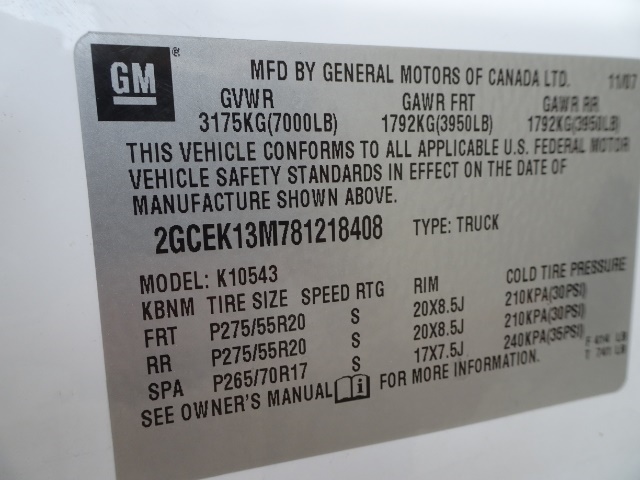 GM ®
MFD BY GENERAL MOTORS OF CANADA LTD. 11/07
GVWR GAWR FRT GAWR RR
3175KG(7000LB) 1792KG(3950LB) 1792KG(3950LB)
THIS VEHICLE CONFORMS TO ALL APPLICABLE U.S. FEDERAL MOTOR
VEHICLE SAFETY STANDARDS IN EFFECT ON THE DATE OF
MANUFACTURE SHOWN ABOVE.
2GCEK13M781218408 TYPE: TRUCK
MODEL: K10543
KBNM TIRE SIZE SPEED RTG RIM COLD TIRE PRESSURE
FRT P275/55R20 S 20X8.5J 210KPA(30PSI)
RR P275/55R20 S 20X8.5J 210KPA(30PSI)
SPA P265/70R17 S 17X7.5J 240KPA(35PSI)
SEE OWNER'S MANUAL FOR MORE INFORMATION.